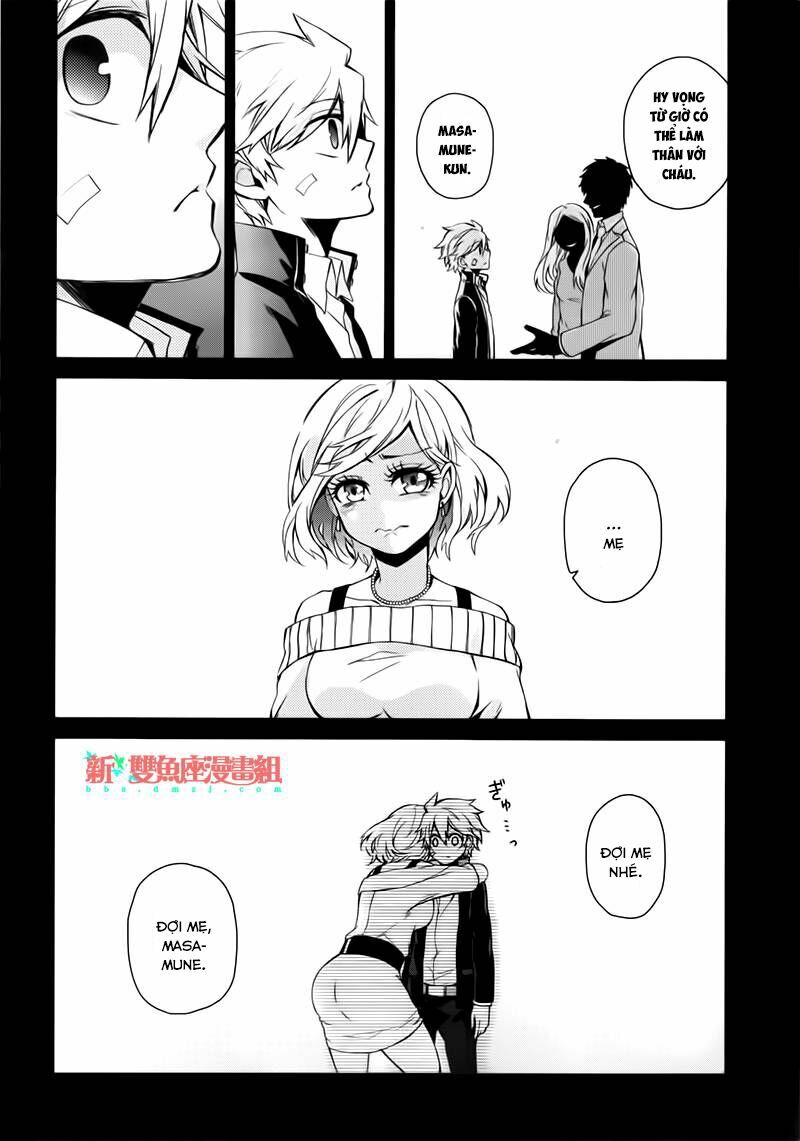 HY VỌNG
TỪ GIỜ CÓ
THỂ LÀM
THÂN VỚI
CHÁU.
MASA-
MUNE-
KUN.
...
MẸ
新 雙魚座漫畫組
bbs.dmzj.com
ぎゅ…っ
ĐỢI MẸ
NHÉ.
ĐỢI MẸ,
MASA-
MUNE.